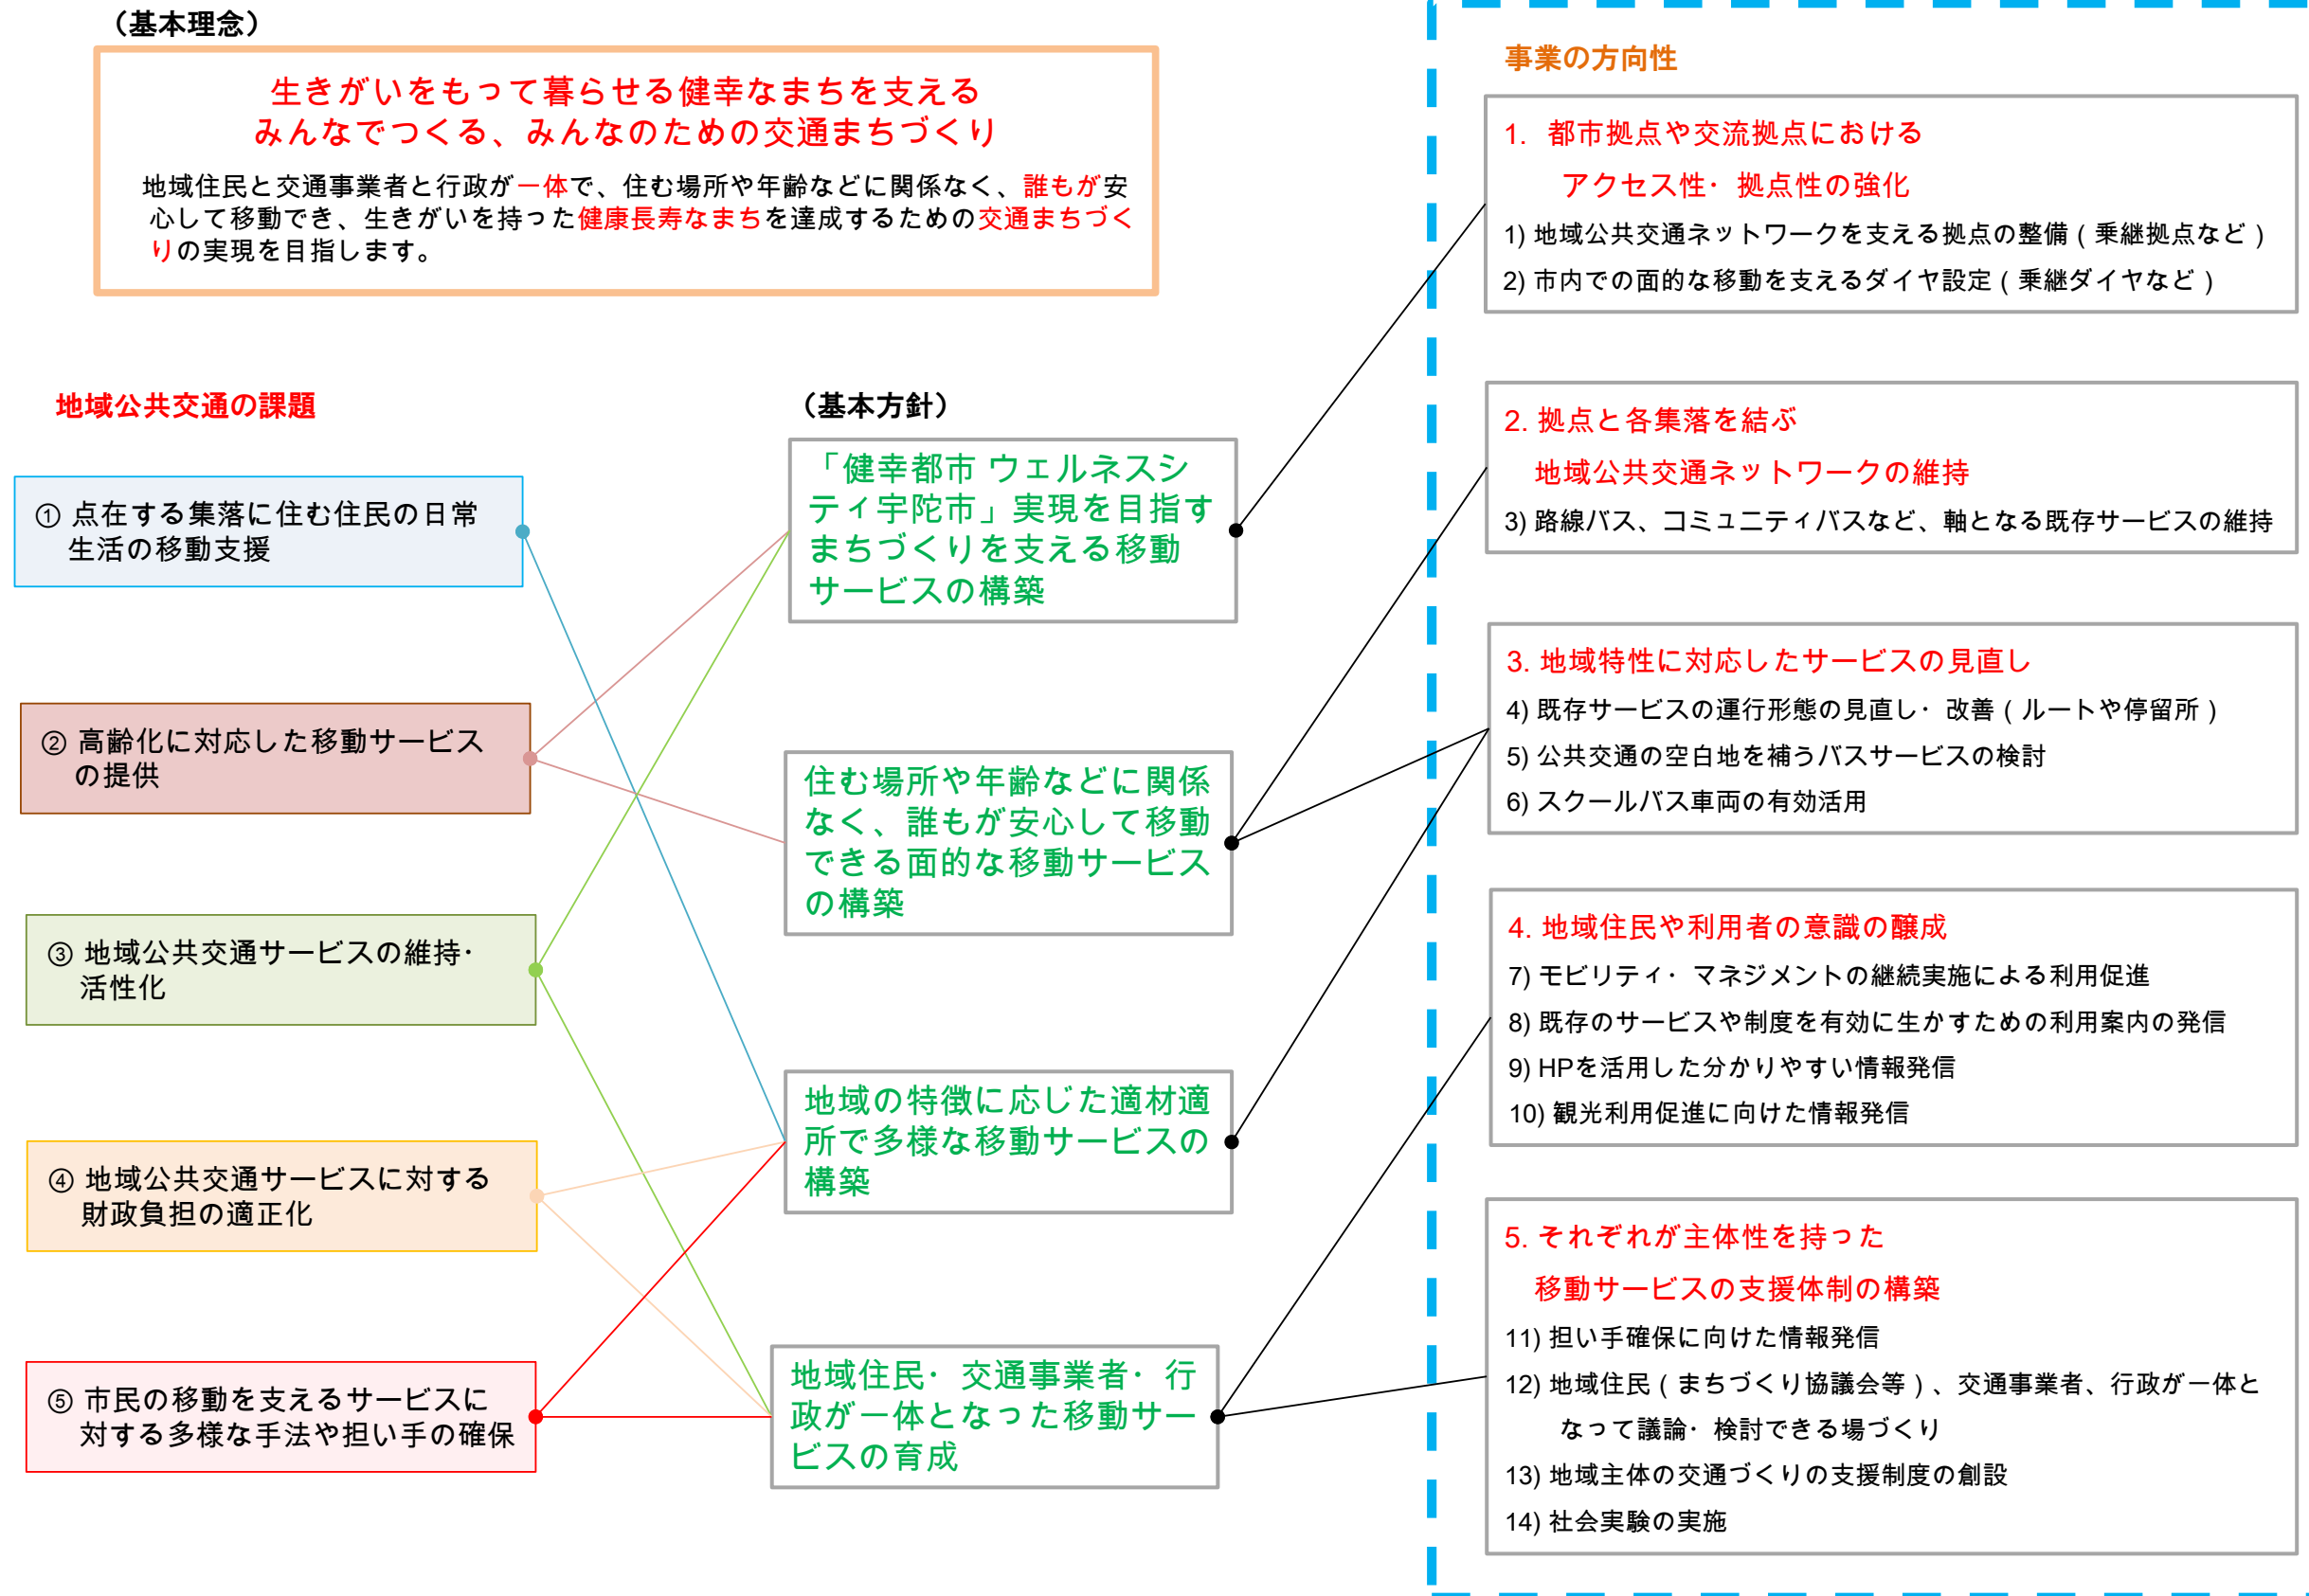 （基本理念）
生きがいをもって暮らせる健幸なまちを支える
みんなでつくる、みんなのための交通まちづくり
地域住民と交通事業者と行政が一体で、住む場所や年齢などに関係なく、誰もが安
心して移動でき、生きがいを持った健康長寿なまちを達成するための交通まちづく
りの実現を目指します。
地域公共交通の課題
① 点在する集落に住む住民の日常
生活の移動支援
② 高齢化に対応した移動サービス
の提供
③ 地域公共交通サービスの維持・
活性化
④ 地域公共交通サービスに対する
財政負担の適正化
⑤ 市民の移動を支えるサービスに
対する多様な手法や担い手の確保
（基本方針）
「健幸都市 ウェルネスシ
ティ宇陀市」実現を目指す
まちづくりを支える移動
サービスの構築
住む場所や年齢などに関係
なく、誰もが安心して移動
できる面的な移動サービス
の構築
地域の特徴に応じた適材適
所で多様な移動サービスの
構築
地域住民・交通事業者・行
政が一体となった移動サー
ビスの育成
事業の方向性
1. 都市拠点や交流拠点における
アクセス性・拠点性の強化
1) 地域公共交通ネットワークを支える拠点の整備（乗継拠点など）
2) 市内での面的な移動を支えるダイヤ設定（乗継ダイヤなど）
2. 拠点と各集落を結ぶ
地域公共交通ネットワークの維持
3) 路線バス、コミュニティバスなど、軸となる既存サービスの維持
3. 地域特性に対応したサービスの見直し
4) 既存サービスの運行形態の見直し・改善（ルートや停留所）
5) 公共交通の空白地を補うバスサービスの検討
6) スクールバス車両の有効活用
4. 地域住民や利用者の意識の醸成
7) モビリティ・マネジメントの継続実施による利用促進
8) 既存のサービスや制度を有効に生かすための利用案内の発信
9) HPを活用した分かりやすい情報発信
10) 観光利用促進に向けた情報発信
5. それぞれが主体性を持った
移動サービスの支援体制の構築
11) 担い手確保に向けた情報発信
12) 地域住民（まちづくり協議会等）、交通事業者、行政が一体と
なって議論・検討できる場づくり
13) 地域主体の交通づくりの支援制度の創設
14) 社会実験の実施